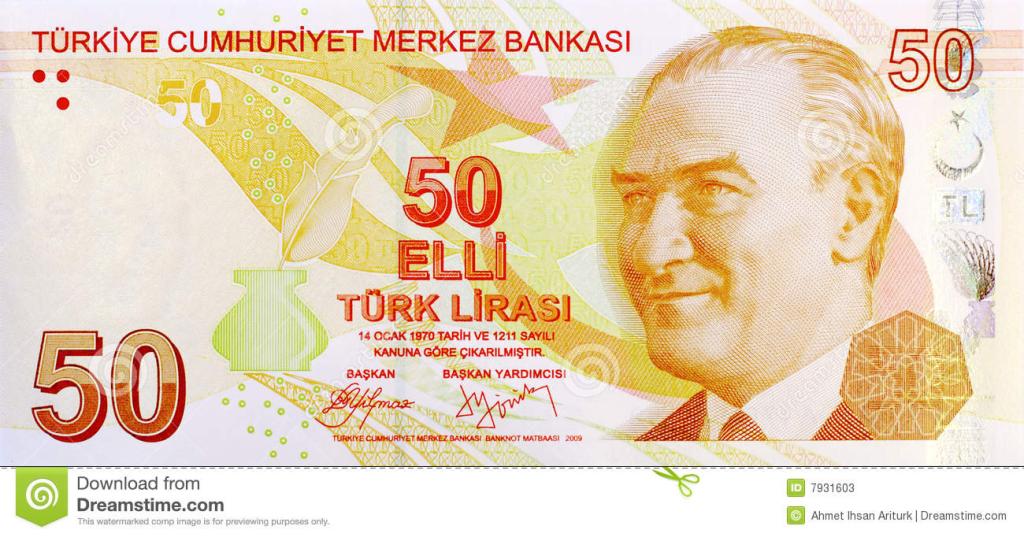 TÜRKİYE CUMHURİYET MERKEZ BANKASI
50
50
50
ELLİ
TÜRK LİRASI
14 OCAK 1970 TARİH VE 1211 SAYILI
KANUNA GÖRE ÇIKARILMIŞTIR.
BAŞKAN BAŞKAN YARDIMCISI
50
TÜRKİYE CUMHURİYET MERKEZ BANKASI BANKNOT MATBAASI 2009
TL
Download from
Dreamstime.com
This watermarked comp image is for previewing purposes only.
ID 7931603
© Ahmet Ihsan Ariturk | Dreamstime.com